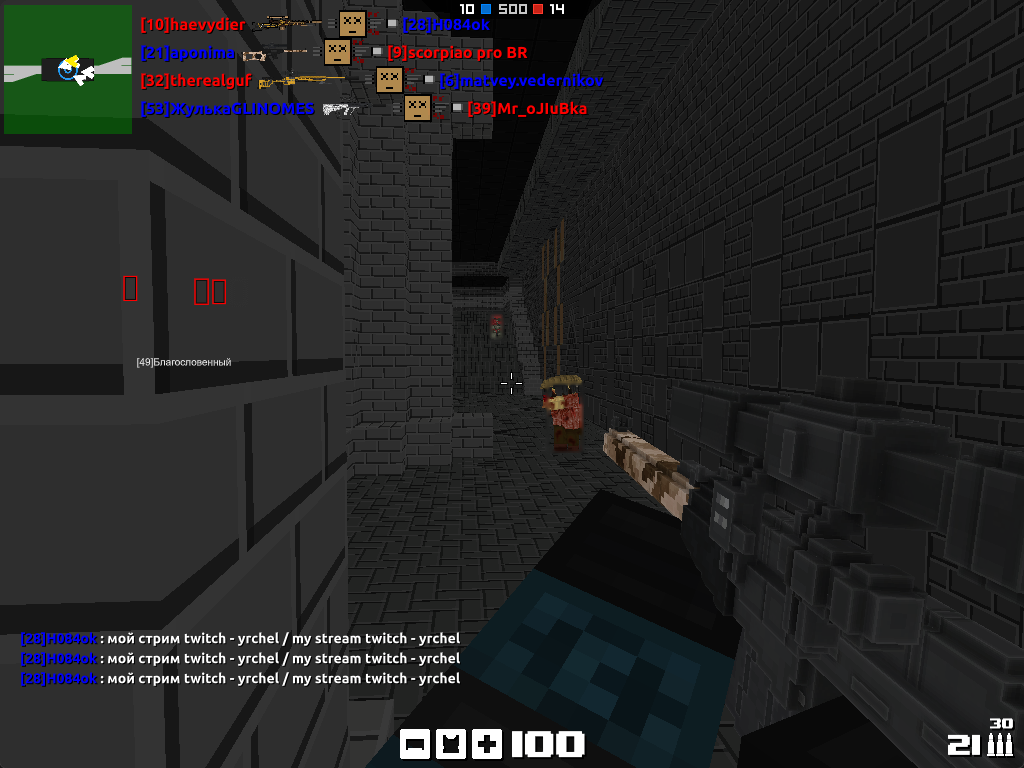 10 500 14
[10]haevydier [28]H084ok
[21]aponima [9]scorpiao pro BR
[32]therealguf [6]matvey.vedernikov
[53]ЖулькаGLINOMES [39]Mr_oJIuBka
[49]Благословенный
[28]H084ok : мой стрим twitch - yrchel / my stream twitch - yrchel
[28]H084ok : мой стрим twitch - yrchel / my stream twitch - yrchel
[28]H084ok : мой стрим twitch - yrchel / my stream twitch - yrchel
100
30
21